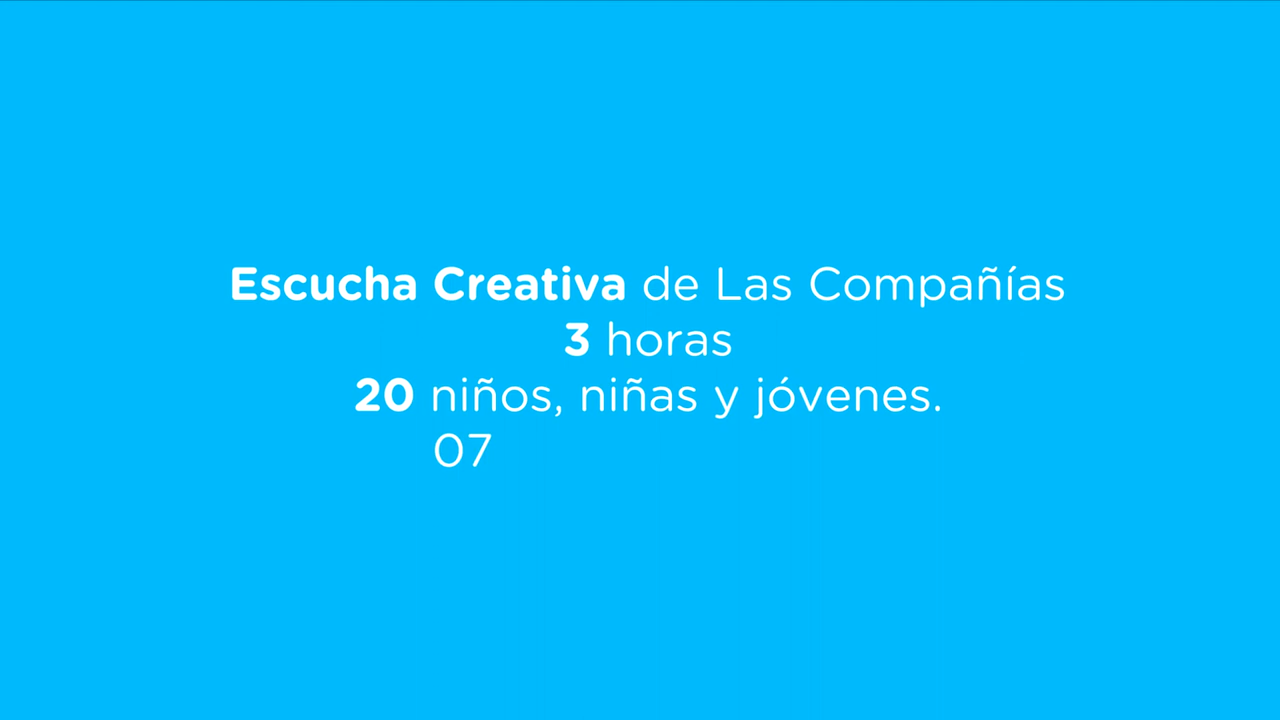 Escucha Creativa de Las Compañías
3 horas
20 niños, niñas y jóvenes.
07